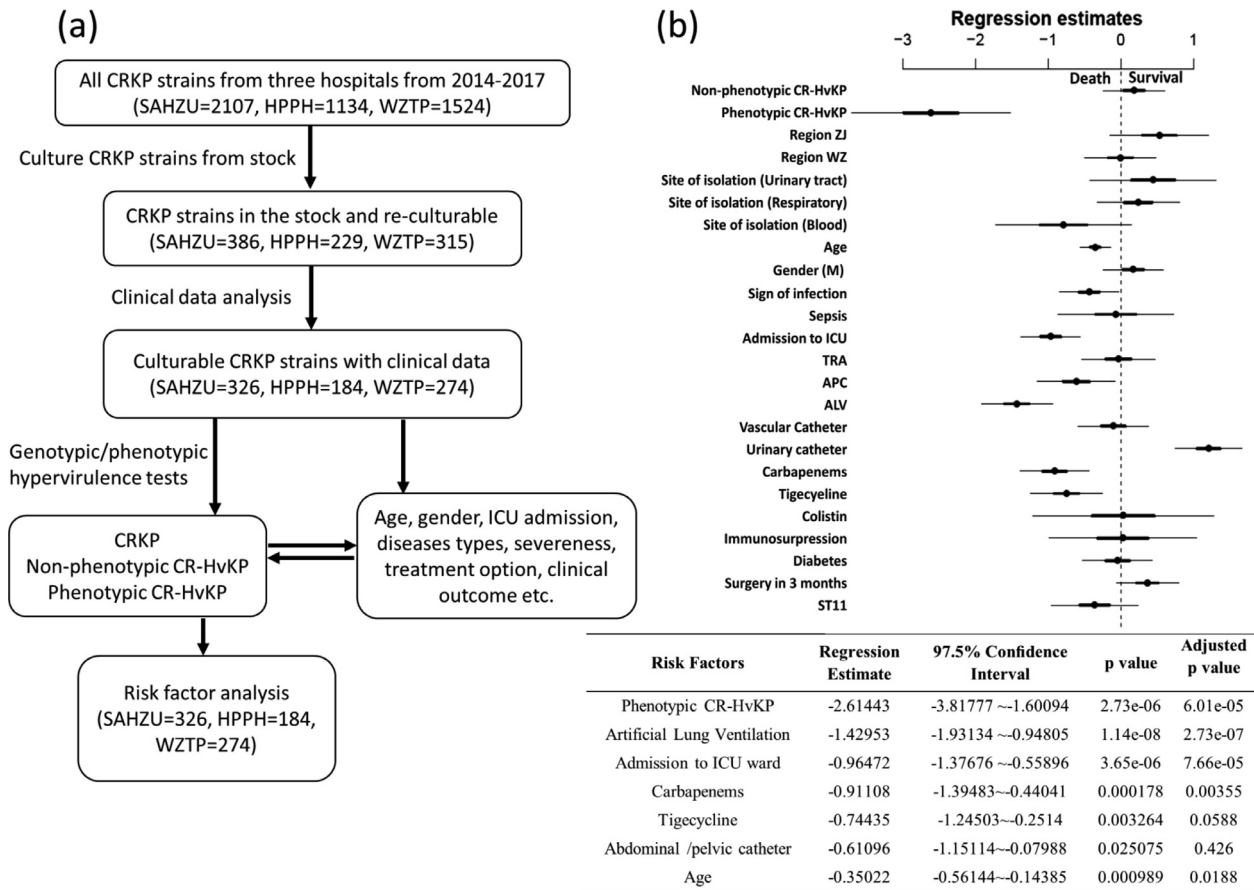 (a)
All CRKP strains from three hospitals from 2014-2017
(SAHZU=2107, HPPH=1134, WZTP=1524)
Culture CRKP strains from stock
CRKP strains in the stock and re-culturable
(SAHZU=386, HPPH=229, WZTP=315)
Clinical data analysis
Culturable CRKP strains with clinical data
(SAHZU=326, HPPH=184, WZTP=274)
Genotypic/phenotypic
hypervirulence tests
CRKP
Non-phenotypic CR-HvKP
Phenotypic CR-HvKP
Age, gender, ICU admission,
diseases types, severeness,
treatment option, clinical
outcome etc.
Risk factor analysis
(SAHZU=326, HPPH=184,
WZTP=274)
(b)
Regression estimates
−3 −2 −1 0 1
Death Survival
Non-phenotypic CR-HvKP
Phenotypic CR-HvKP
Region ZJ
Region WZ
Site of isolation (Urinary tract)
Site of isolation (Respiratory)
Site of isolation (Blood)
Age
Gender (M)
Sign of infection
Sepsis
Admission to ICU
TRA
APC
ALV
Vascular Catheter
Urinary catheter
Carbapenems
Tigecyeline
Colistin
Immunosurpression
Diabetes
Surgery in 3 months
ST11
Risk Factors Regression Estimate 97.5% Confidence Interval p value Adjusted p value
Phenotypic CR-HvKP -2.61443 -3.81777 ~-1.60094 2.73e-06 6.01e-05
Artificial Lung Ventilation -1.42953 -1.93134 ~-0.94805 1.14e-08 2.73e-07
Admission to ICU ward -0.96472 -1.37676 ~-0.55896 3.65e-06 7.66e-05
Carbapenems -0.91108 -1.39483~-0.44041 0.000178 0.00355
Tigecycline -0.74435 -1.24503~-0.2514 0.003264 0.0588
Abdominal /pelvic catheter -0.61096 -1.15114~-0.07988 0.025075 0.426
Age -0.35022 -0.56144~-0.14385 0.000989 0.0188